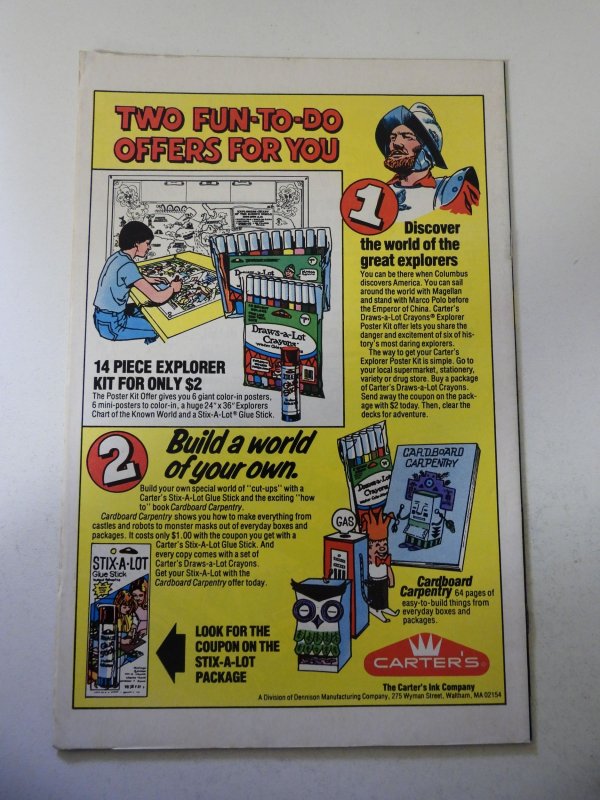 TWO FUN-TO-DO
OFFERS FOR YOU
1
Discover
the world of the
great explorers
You can be there when Columbus
discovers America. You can sail
around the world with Magellan
and stand with Marco Polo before
the Emperor of China. Carter's
Draws-a-Lot Crayons® Explorer
Poster Kit offer lets you share the
danger and excitement of six of his-
tory's most daring explorers.
The way to get your Carter's
Explorer Poster Kit is simple. Go to
your local supermarket, stationery,
variety or drug store. Buy a package
of Carter's Draws-a-Lot Crayons.
Send away the coupon on the pack-
age with $2 today. Then, clear the
decks for adventure.
Draws-a-Lot
Draws-a-Lot
Crayons
14 PIECE EXPLORER
KIT FOR ONLY $2
The Poster Kit Offer gives you 6 giant color-in posters,
6 mini-posters to color-in, a huge 24" x 36" Explorers
Chart of the Known World and a Stix-A-Lot® Glue Stick.
2
Build a world
of your own.
Build your own special world of "cut-ups" with a
Carter's Stix-A-Lot Glue Stick and the exciting "how
to" book Cardboard Carpentry.
Cardboard Carpentry shows you how to make everything from
castles and robots to monster masks out of everyday boxes and
packages. It costs only $1.00 with the coupon you get with a
Carter's Stix-A-Lot Glue Stick. And
every copy comes with a set of
Carter's Draws-a-Lot Crayons.
Get your Stix-A-Lot with the
Cardboard Carpentry offer today.
STIX-A-LOT
Glue Stick
LOOK FOR THE
COUPON ON THE
STIX-A-LOT
PACKAGE
Draws-a-Lot
Crayons
CARDBOARD
CARPENTRY
GAS
Cardboard
Carpentry 64 pages of
easy-to-build things from
everyday boxes and
packages.
CARTER'S
The Carter's Ink Company
A Division of Dennison Manufacturing Company, 275 Wyman Street, Waltham, MA 02154